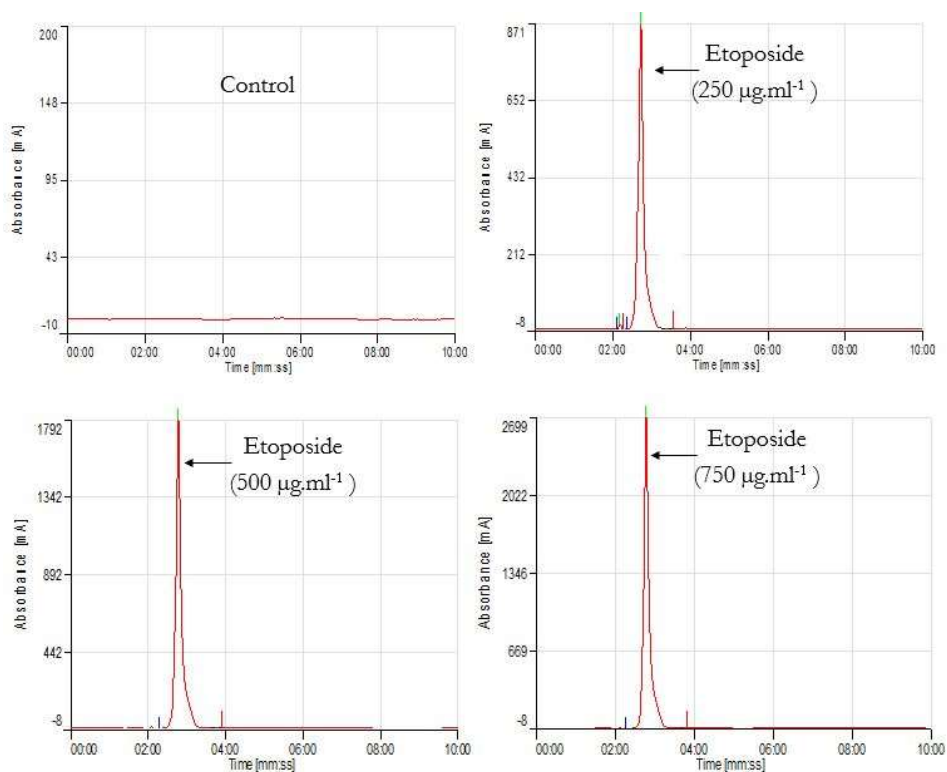 200
148
95
43
-10
Absorbance [mA]
Control
00:00 02:00 04:00 06:00 08:00 10:00
Time [mm:ss]
871
652
432
212
-8
Absorbance [mA]
Etoposide
(250 µg.ml⁻¹ )
00:00 02:00 04:00 06:00 08:00 10:00
Time [mm:ss]
1792
1342
892
442
-8
Absorbance [mA]
Etoposide
(500 µg.ml⁻¹ )
00:00 02:00 04:00 06:00 08:00 10:00
Time [mm:ss]
2699
2022
1346
669
-8
Absorbance [mA]
Etoposide
(750 µg.ml⁻¹ )
00:00 02:00 04:00 06:00 08:00 10:00
Time [mm:ss]